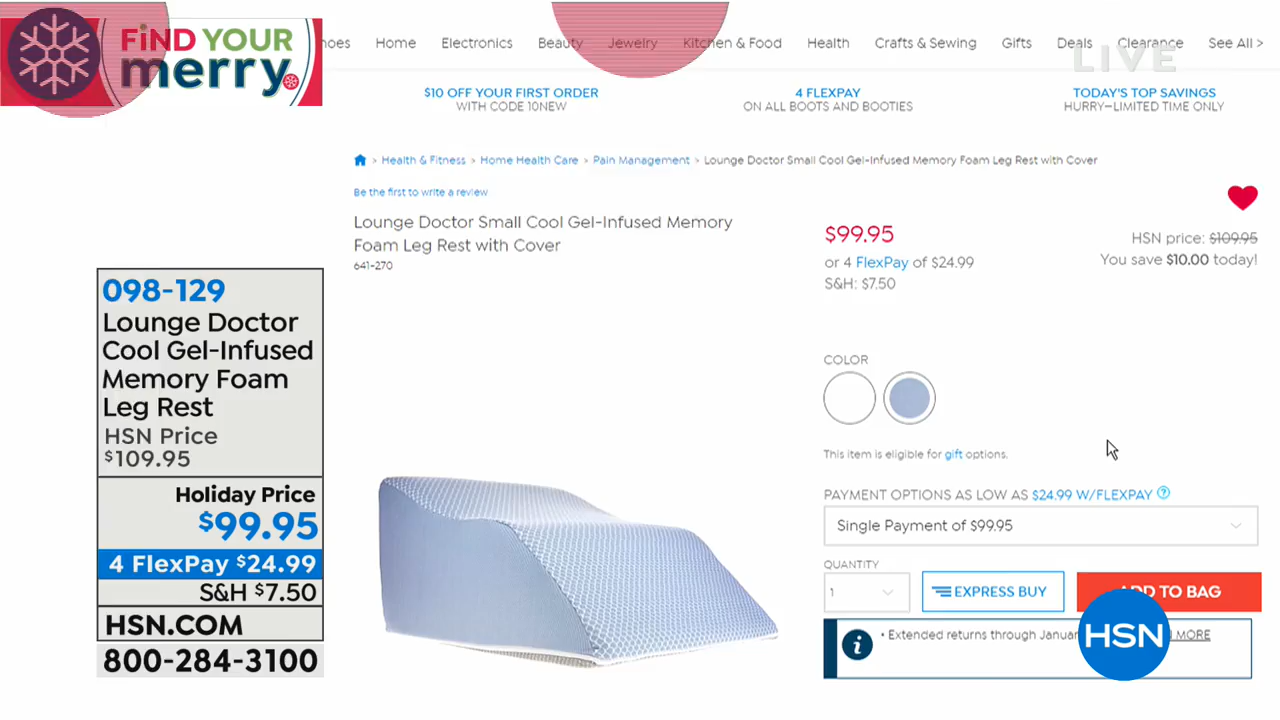 FiND YOUR
merry
hoes Home Electronics Beauty Jewelry Kitchen & Food Health Crafts & Sewing Gifts Deals Clearance See All >
LIVE
$10 OFF YOUR FIRST ORDER
WITH CODE 10NEW
4 FLEXPAY
ON ALL BOOTS AND BOOTIES
TODAY'S TOP SAVINGS
HURRY—LIMITED TIME ONLY
> Health & Fitness > Home Health Care > Pain Management > Lounge Doctor Small Cool Gel-Infused Memory Foam Leg Rest with Cover
Be the first to write a review
Lounge Doctor Small Cool Gel-Infused Memory
Foam Leg Rest with Cover
641-270
$99.95
or 4 FlexPay of $24.99
S&H: $7.50
HSN price: $109.95
You save $10.00 today!
098-129
Lounge Doctor
Cool Gel-Infused
Memory Foam
Leg Rest
HSN Price
$109.95
Holiday Price
$99.95
4 FlexPay $24.99
S&H $7.50
HSN.COM
800-284-3100
COLOR
This item is eligible for gift options.
PAYMENT OPTIONS AS LOW AS $24.99 W/FLEXPAY ?
Single Payment of $99.95
QUANTITY
1
EXPRESS BUY
ADD TO BAG
• Extended returns through Januar
MORE
HSN